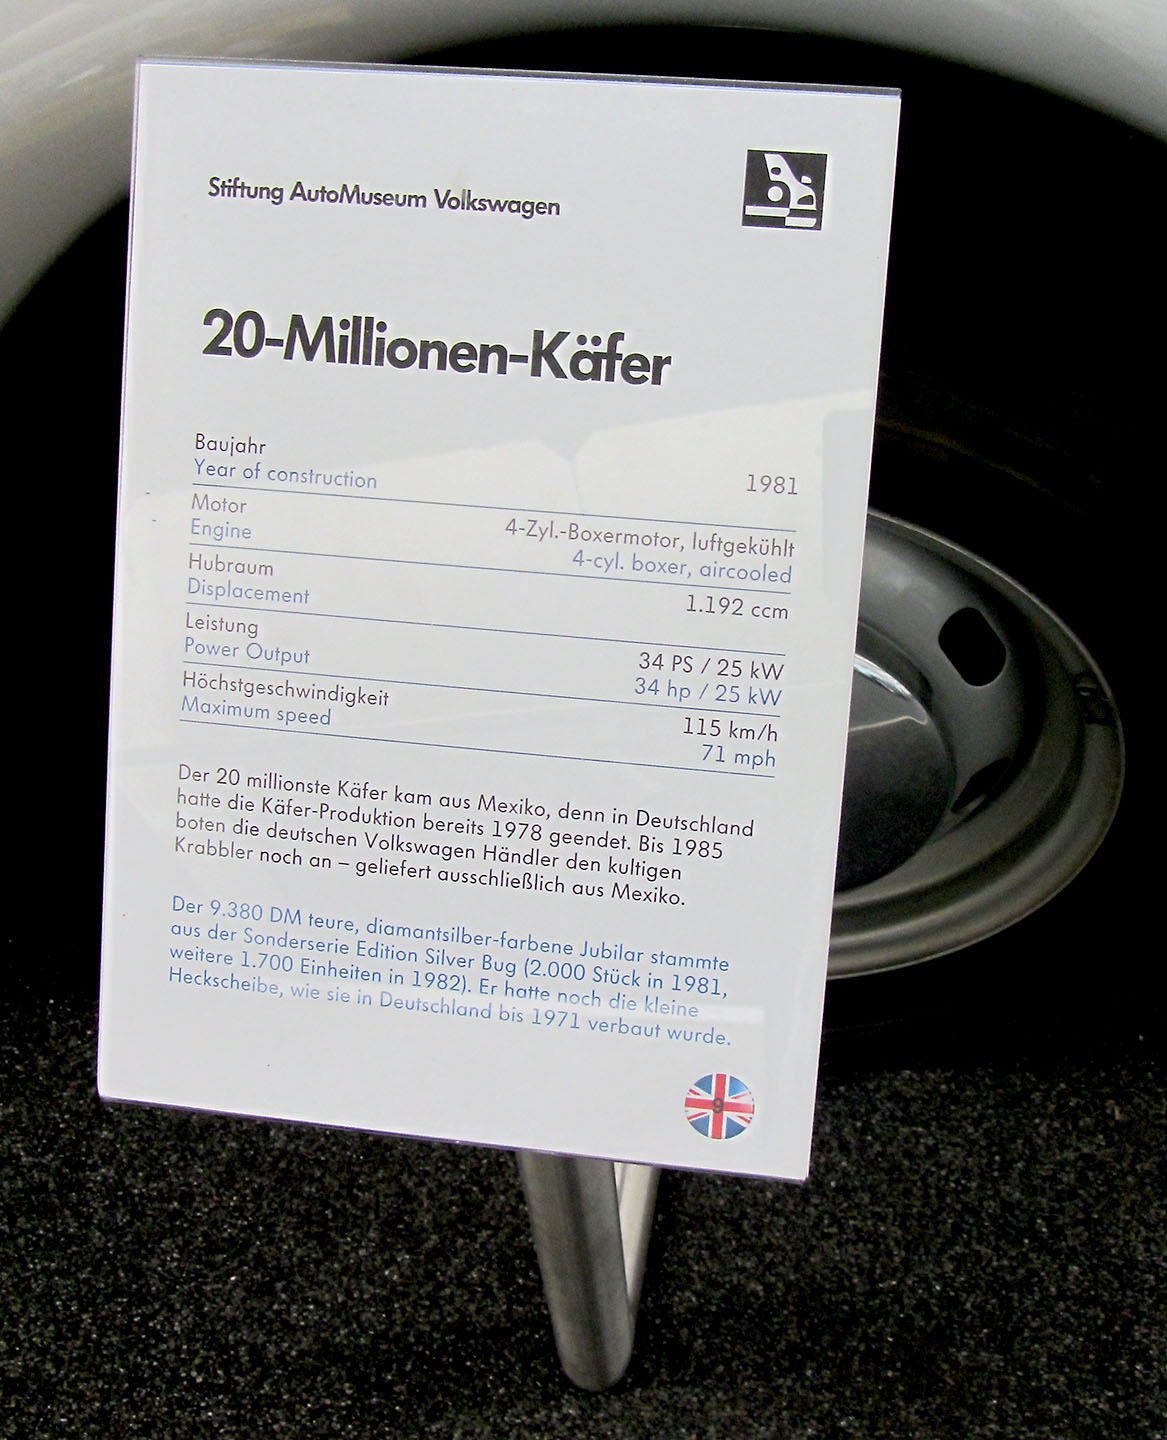 Stiftung AutoMuseum Volkswagen
20-Millionen-Käfer
Baujahr
Year of construction
1981
Motor
4-Zyl.-Boxermotor, luftgekühlt
Engine
4-cyl. boxer, aircooled
Hubraum
Displacement
1.192 ccm
Leistung
34 PS / 25 kW
Power Output
34 hp / 25 kW
Höchstgeschwindigkeit
115 km/h
Maximum speed
71 mph
Der 20 millionste Käfer kam aus Mexiko, denn in Deutschland
hatte die Käfer-Produktion bereits 1978 geendet. Bis 1985
boten die deutschen Volkswagen Händler den kultigen
Krabbler noch an – geliefert ausschließlich aus Mexiko.
Der 9.380 DM teure, diamantsilber-farbene Jubilar stammte
aus der Sonderserie Edition Silver Bug (2.000 Stück in 1981,
weitere 1.700 Einheiten in 1982). Er hatte noch die kleine
Heckscheibe, wie sie in Deutschland bis 1971 verbaut wurde.
9